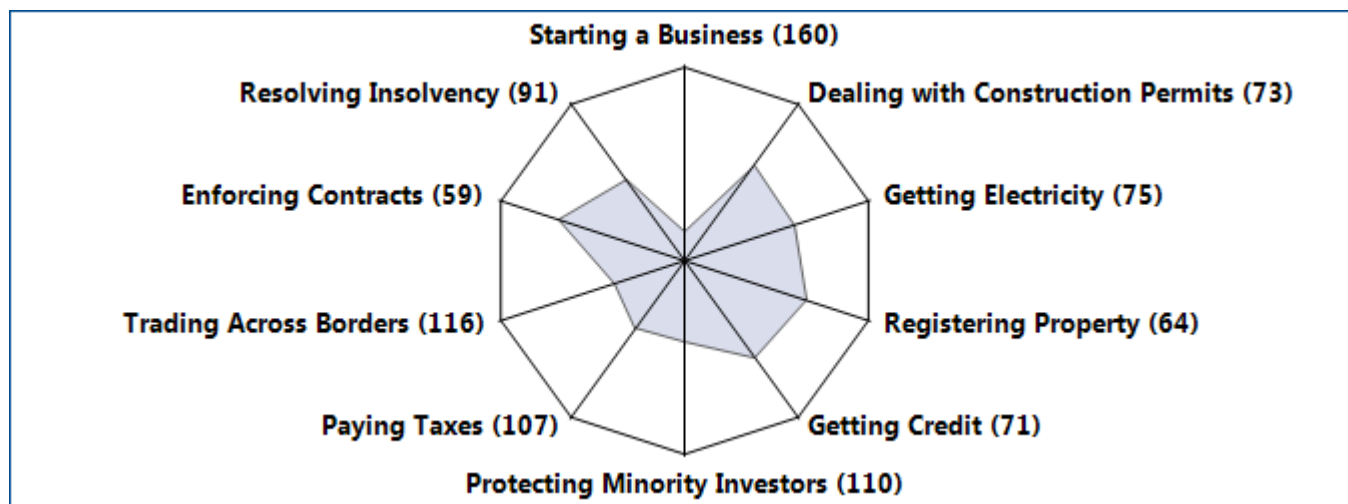 Starting a Business (160)
Resolving Insolvency (91)
Dealing with Construction Permits (73)
Enforcing Contracts (59)
Getting Electricity (75)
Trading Across Borders (116)
Registering Property (64)
Paying Taxes (107)
Getting Credit (71)
Protecting Minority Investors (110)